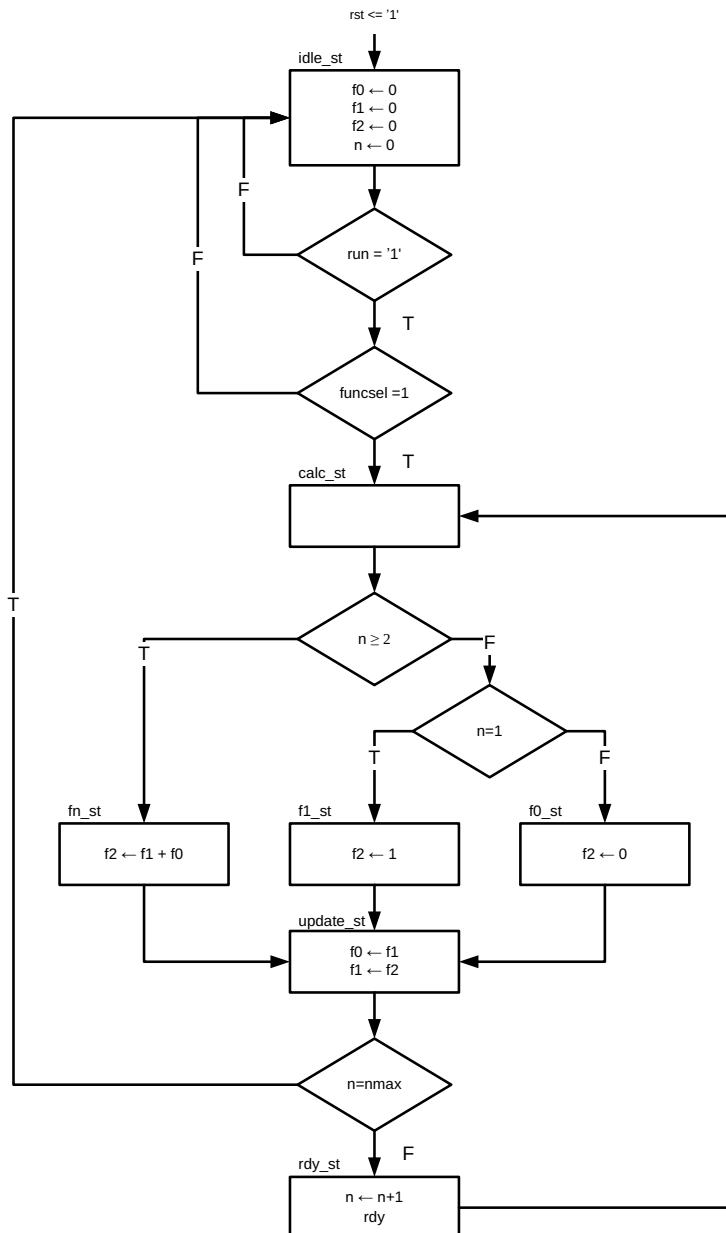 rst <= '1'
idle_st
f0 ← 0
f1 ← 0
f2 ← 0
n ← 0
F
run = '1'
F
T
funcsel =1
T
calc_st
T
n ≥ 2
F
T
n=1
T
F
fn_st
f1_st
f0_st
f2 ← f1 + f0
f2 ← 1
f2 ← 0
update_st
f0 ← f1
f1 ← f2
n=nmax
F
rdy_st
n ← n+1
rdy